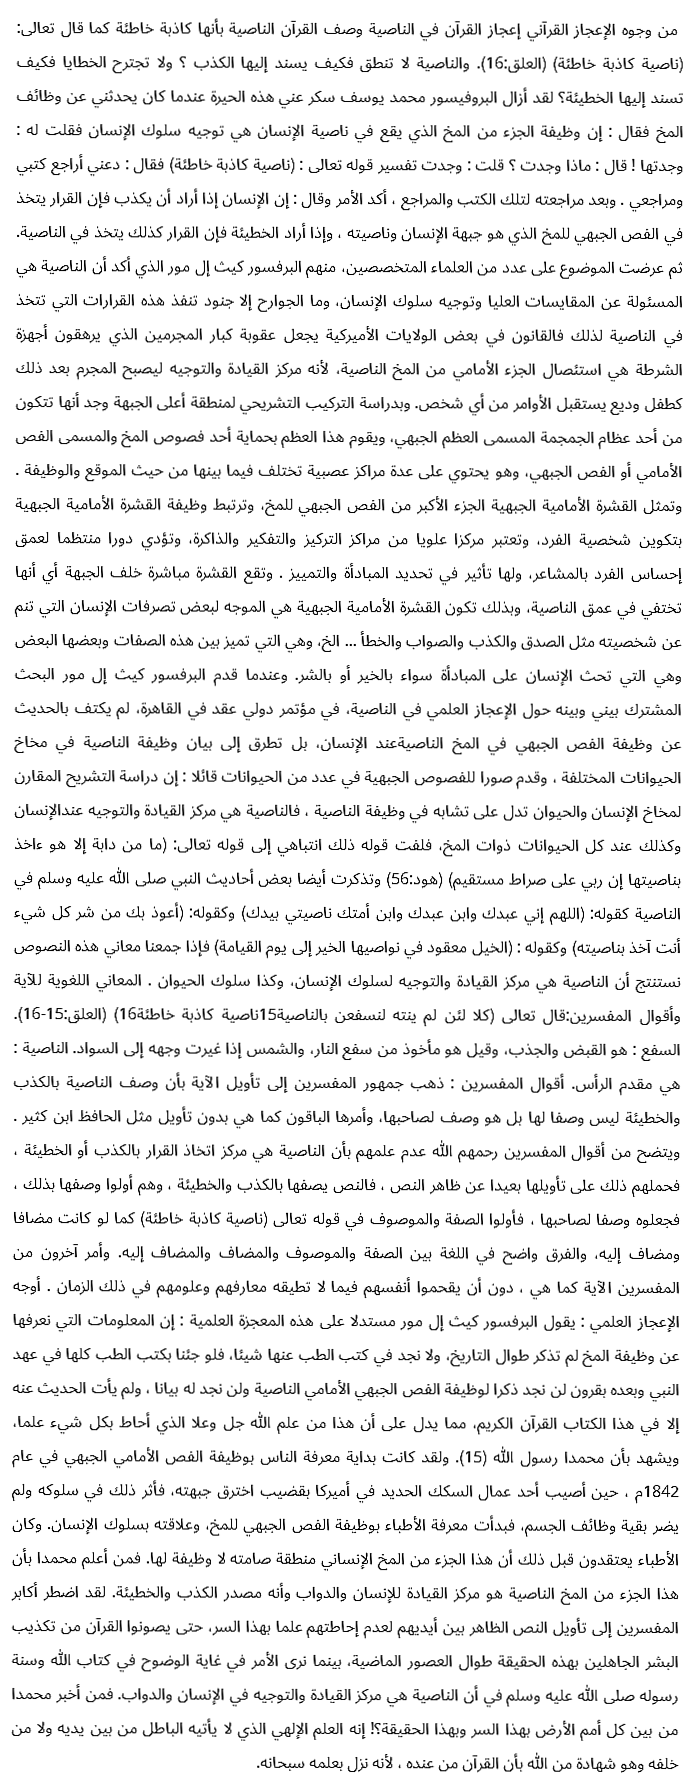 من وجوه الإعجاز القرآني إعجاز القرآن في الناصية وصف القرآن الناصية بأنها كاذبة خاطئة كما قال تعالى:
(ناصية كاذبة خاطئة) (العلق:16). والناصية لا تنطق فكيف يسند إليها الكذب ؟ ولا تجترح الخطايا فكيف
تسند إليها الخطيئة؟ لقد أزال البروفيسور محمد يوسف سكر عني هذه الحيرة عندما كان يحدثني عن وظائف
المخ فقال : إن وظيفة الجزء من المخ الذي يقع في ناصية الإنسان هي توجيه سلوك الإنسان فقلت له :
وجدتها ! قال : ماذا وجدت ؟ قلت : وجدت تفسير قوله تعالى : (ناصية كاذبة خاطئة) فقال : دعني أراجع كتبي
ومراجعي . وبعد مراجعته لتلك الكتب والمراجع ، أكد الأمر وقال : إن الإنسان إذا أراد أن يكذب فإن القرار يتخذ
في الفص الجبهي للمخ الذي هو جبهة الإنسان وناصيته ، وإذا أراد الخطيئة فإن القرار كذلك يتخذ في الناصية.
ثم عرضت الموضوع على عدد من العلماء المتخصصين، منهم البرفسور كيث إل مور الذي أكد أن الناصية هي
المسئولة عن المقايسات العليا وتوجيه سلوك الإنسان، وما الجوارح إلا جنود تنفذ هذه القرارات التي تتخذ
في الناصية لذلك فالقانون في بعض الولايات الأميركية يجعل عقوبة كبار المجرمين الذي يرهقون أجهزة
الشرطة هي استئصال الجزء الأمامي من المخ الناصية، لأنه مركز القيادة والتوجيه ليصبح المجرم بعد ذلك
كطفل وديع يستقبل الأوامر من أي شخص. وبدراسة التركيب التشريحي لمنطقة أعلى الجبهة وجد أنها تتكون
من أحد عظام الجمجمة المسمى العظم الجبهي، ويقوم هذا العظم بحماية أحد فصوص المخ والمسمى الفص
الأمامي أو الفص الجبهي، وهو يحتوي على عدة مراكز عصبية تختلف فيما بينها من حيث الموقع والوظيفة .
وتمثل القشرة الأمامية الجبهية الجزء الأكبر من الفص الجبهي للمخ، وترتبط وظيفة القشرة الأمامية الجبهية
بتكوين شخصية الفرد، وتعتبر مركزا علويا من مراكز التركيز والتفكير والذاكرة، وتؤدي دورا منتظما لعمق
إحساس الفرد بالمشاعر، ولها تأثير في تحديد المبادأة والتمييز . وتقع القشرة مباشرة خلف الجبهة أي أنها
تختفي في عمق الناصية، وبذلك تكون القشرة الأمامية الجبهية هي الموجه لبعض تصرفات الإنسان التي تنم
عن شخصيته مثل الصدق والكذب والصواب والخطأ ... الخ، وهي التي تميز بين هذه الصفات وبعضها البعض
وهي التي تحث الإنسان على المبادأة سواء بالخير أو بالشر. وعندما قدم البرفسور كيث إل مور البحث
المشترك بيني وبينه حول الإعجاز العلمي في الناصية، في مؤتمر دولي عقد في القاهرة، لم يكتف بالحديث
عن وظيفة الفص الجبهي في المخ الناصيةعند الإنسان، بل تطرق إلى بيان وظيفة الناصية في مخاخ
الحيوانات المختلفة ، وقدم صورا للفصوص الجبهية في عدد من الحيوانات قائلا : إن دراسة التشريح المقارن
لمخاخ الإنسان والحيوان تدل على تشابه في وظيفة الناصية ، فالناصية هي مركز القيادة والتوجيه عندالإنسان
وكذلك عند كل الحيوانات ذوات المخ، فلفت قوله ذلك انتباهي إلى قوله تعالى: (ما من دابة إلا هو ءاخذ
بناصيتها إن ربي على صراط مستقيم) (هود:56) وتذكرت أيضا بعض أحاديث النبي صلى الله عليه وسلم في
الناصية كقوله: (اللهم إني عبدك وابن عبدك وابن أمتك ناصيتي بيدك) وكقوله: (أعوذ بك من شر كل شيء
أنت آخذ بناصيته) وكقوله : (الخيل معقود في نواصيها الخير إلى يوم القيامة) فإذا جمعنا معاني هذه النصوص
نستنتج أن الناصية هي مركز القيادة والتوجيه لسلوك الإنسان، وكذا سلوك الحيوان . المعاني اللغوية للآية
وأقوال المفسرين:قال تعالى (كلا لئن لم ينته لنسفعن بالناصية15ناصية كاذبة خاطئة16) (العلق:15-16).
السفع : هو القبض والجذب، وقيل هو مأخوذ من سفع النار، والشمس إذا غيرت وجهه إلى السواد. الناصية :
هي مقدم الرأس. أقوال المفسرين : ذهب جمهور المفسرين إلى تأويل الآية بأن وصف الناصية بالكذب
والخطيئة ليس وصفا لها بل هو وصف لصاحبها، وأمرها الباقون كما هي بدون تأويل مثل الحافظ ابن كثير .
ويتضح من أقوال المفسرين رحمهم الله عدم علمهم بأن الناصية هي مركز اتخاذ القرار بالكذب أو الخطيئة ،
فحملهم ذلك على تأويلها بعيدا عن ظاهر النص ، فالنص يصفها بالكذب والخطيئة ، وهم أولوا وصفها بذلك ،
فجعلوه وصفا لصاحبها ، فأولوا الصفة والموصوف في قوله تعالى (ناصية كاذبة خاطئة) كما لو كانت مضافا
ومضاف إليه، والفرق واضح في اللغة بين الصفة والموصوف والمضاف والمضاف إليه. وأمر آخرون من
المفسرين الآية كما هي ، دون أن يقحموا أنفسهم فيما لا تطيقه معارفهم وعلومهم في ذلك الزمان . أوجه
الإعجاز العلمي : يقول البرفسور كيث إل مور مستدلا على هذه المعجزة العلمية : إن المعلومات التي نعرفها
عن وظيفة المخ لم تذكر طوال التاريخ، ولا نجد في كتب الطب عنها شيئا، فلو جئنا بكتب الطب كلها في عهد
النبي وبعده بقرون لن نجد ذكرا لوظيفة الفص الجبهي الأمامي الناصية ولن نجد له بيانا ، ولم يأت الحديث عنه
إلا في هذا الكتاب القرآن الكريم، مما يدل على أن هذا من علم الله جل وعلا الذي أحاط بكل شيء علما،
ويشهد بأن محمدا رسول الله (15). ولقد كانت بداية معرفة الناس بوظيفة الفص الأمامي الجبهي في عام
1842م ، حين أصيب أحد عمال السكك الحديد في أميركا بقضيب اخترق جبهته، فأثر ذلك في سلوكه ولم
يضر بقية وظائف الجسم، فبدأت معرفة الأطباء بوظيفة الفص الجبهي للمخ، وعلاقته بسلوك الإنسان. وكان
الأطباء يعتقدون قبل ذلك أن هذا الجزء من المخ الإنساني منطقة صامته لا وظيفة لها. فمن أعلم محمدا بأن
هذا الجزء من المخ الناصية هو مركز القيادة للإنسان والدواب وأنه مصدر الكذب والخطيئة. لقد اضطر أكابر
المفسرين إلى تأويل النص الظاهر بين أيديهم لعدم إحاطتهم علما بهذا السر، حتى يصونوا القرآن من تكذيب
البشر الجاهلين بهذه الحقيقة طوال العصور الماضية، بينما نرى الأمر في غاية الوضوح في كتاب الله وسنة
رسوله صلى الله عليه وسلم في أن الناصية هي مركز القيادة والتوجيه في الإنسان والدواب. فمن أخبر محمدا
من بين كل أمم الأرض بهذا السر وبهذا الحقيقة؟! إنه العلم الإلهي الذي لا يأتيه الباطل من بين يديه ولا من
خلفه وهو شهادة من الله بأن القرآن من عنده ، لأنه نزل بعلمه سبحانه.